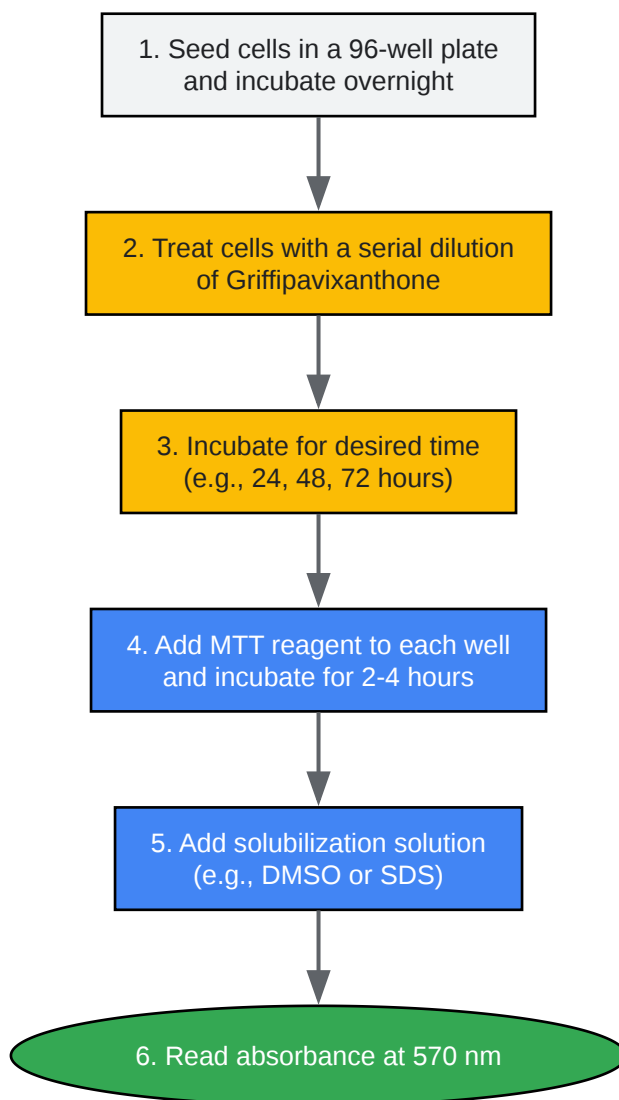 1. Seed cells in a 96-well plate
and incubate overnight
2. Treat cells with a serial dilution
of Griffipavixanthone
3. Incubate for desired time
(e.g., 24, 48, 72 hours)
4. Add MTT reagent to each well
and incubate for 2-4 hours
5. Add solubilization solution
(e.g., DMSO or SDS)
6. Read absorbance at 570 nm